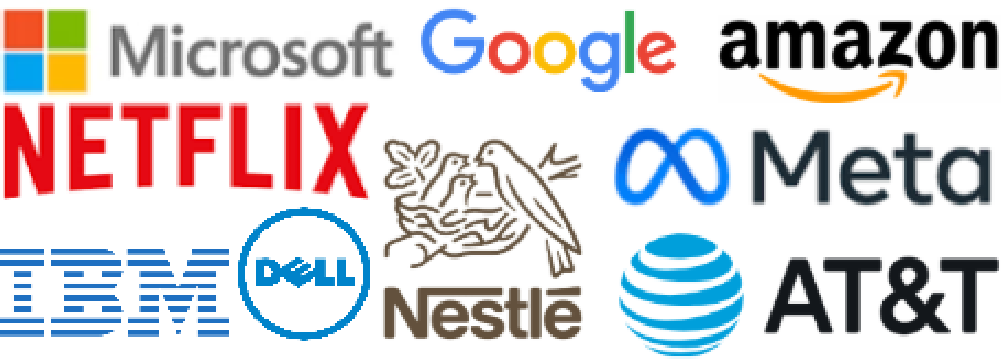 Microsoft
Google
amazon
NETFLIX
Meta
IBM
DELL
Nestlé
AT&T